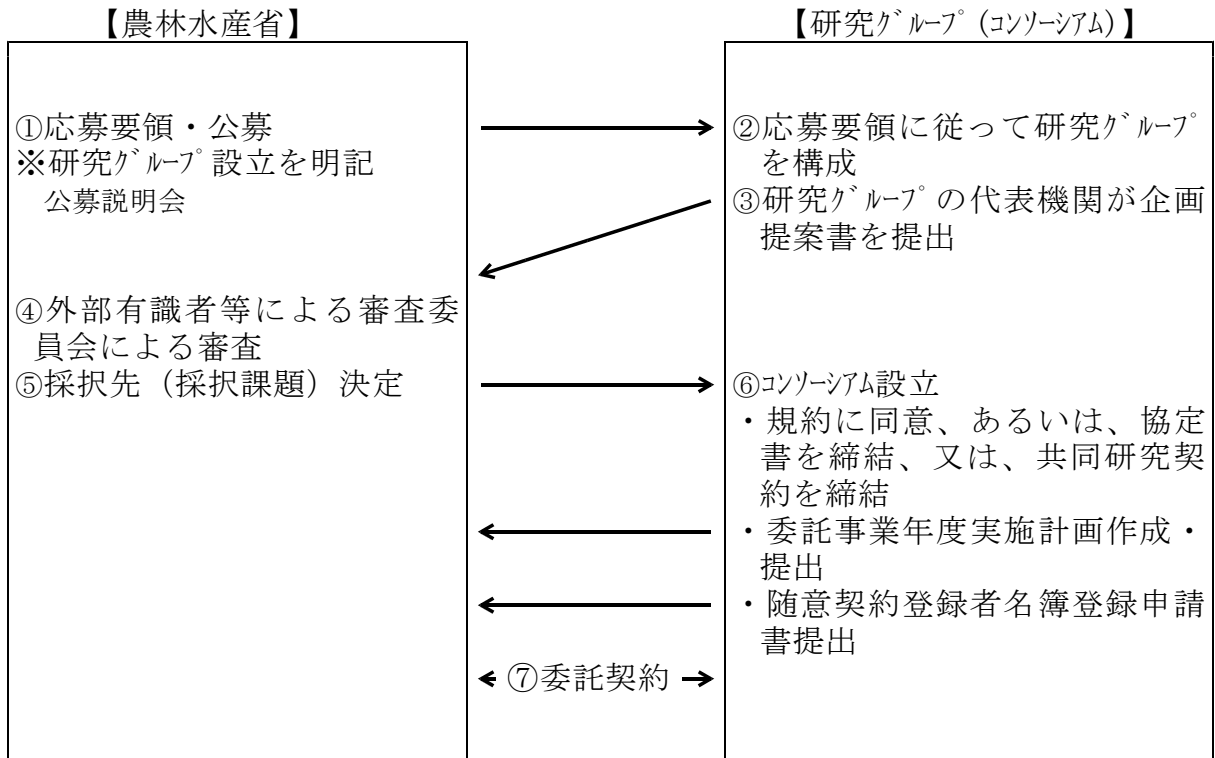 【農林水産省】
【研究ｸﾞﾙｰﾌﾟ(ｺﾝｿｰｼｱﾑ)】
①応募要領・公募
※研究ｸﾞﾙｰﾌﾟ設立を明記
公募説明会
②応募要領に従って研究ｸﾞﾙｰﾌﾟ
を構成
③研究ｸﾞﾙｰﾌﾟの代表機関が企画
提案書を提出
④外部有識者等による審査委
員会による審査
⑤採択先（採択課題）決定
⑥ｺﾝｿｰｼｱﾑ設立
・規約に同意、あるいは、協定
書を締結、又は、共同研究契
約を締結
・委託事業年度実施計画作成・
提出
・随意契約登録者名簿登録申請
書提出
⑦委託契約